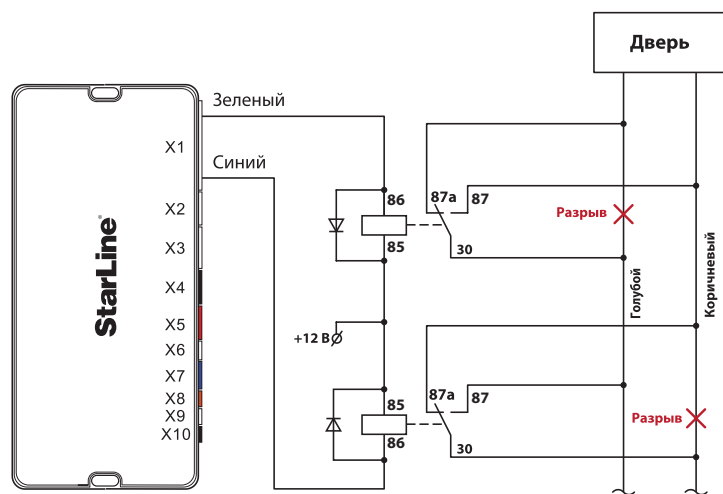 Дверь
Зеленый
X1
Синий
86
87a
87
X2
Разрыв
StarLine®
X3
85
30
Голубой
Коричневый
X4
X5
+12 В
X6
X7
X8
85
87a
87
X9
Разрыв
X10
86
30